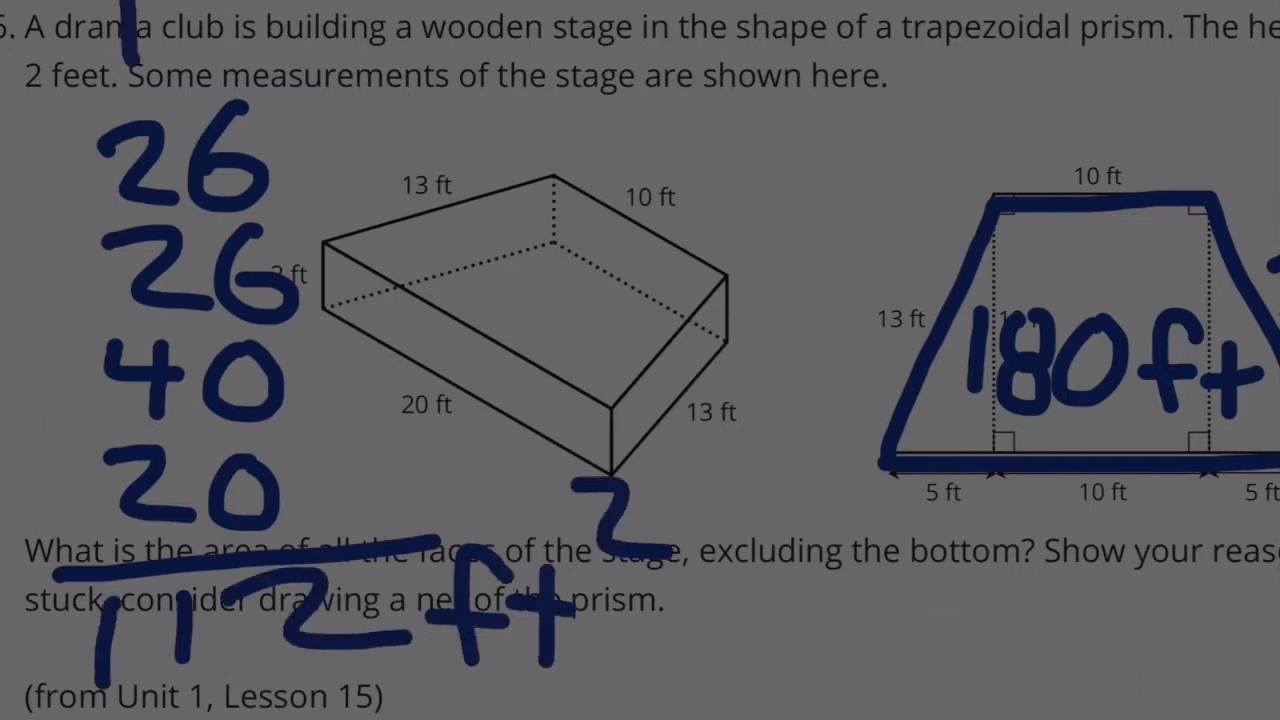 6. A drama club is building a wooden stage in the shape of a trapezoidal prism. The he
2 feet. Some measurements of the stage are shown here.
26
26
40
20
112 ft
2
13 ft
10 ft
2 ft
20 ft
13 ft
10 ft
13 ft
180 ft
5 ft
10 ft
5 ft
What is the area of all the faces of the stage, excluding the bottom? Show your reas
stuck, consider drawing a net of the prism.
(from Unit 1, Lesson 15)